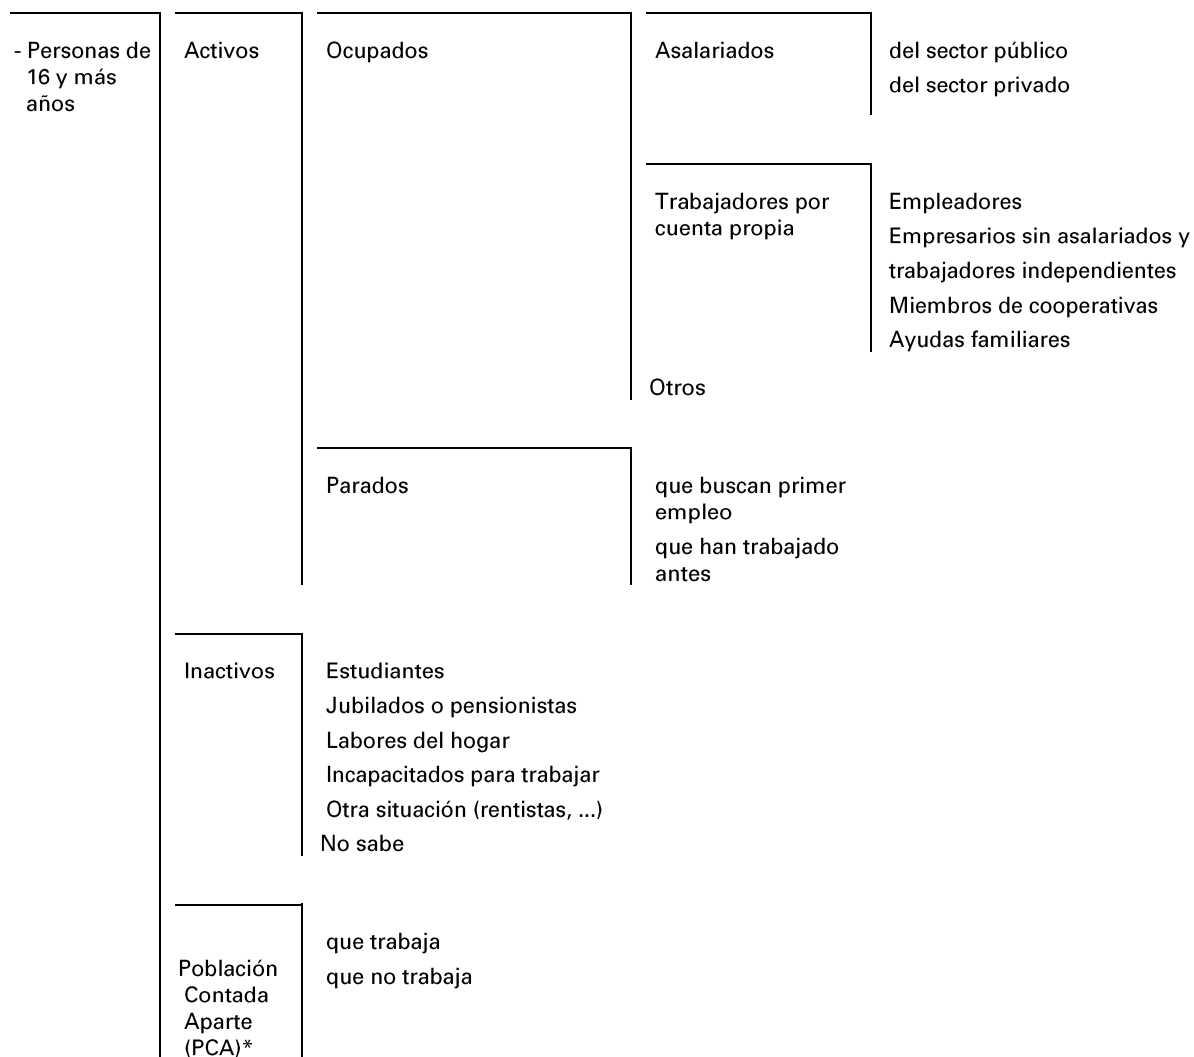 - Personas de
16 y más
años
Activos
Ocupados
Asalariados
del sector público
del sector privado
Trabajadores por
cuenta propia
Empleadores
Empresarios sin asalariados y
trabajadores independientes
Miembros de cooperativas
Ayudas familiares
Otros
Parados
que buscan primer
empleo
que han trabajado
antes
Inactivos
Estudiantes
Jubilados o pensionistas
Labores del hogar
Incapacitados para trabajar
Otra situación (rentistas, ...)
No sabe
Población
Contada
Aparte
(PCA)*
que trabaja
que no trabaja